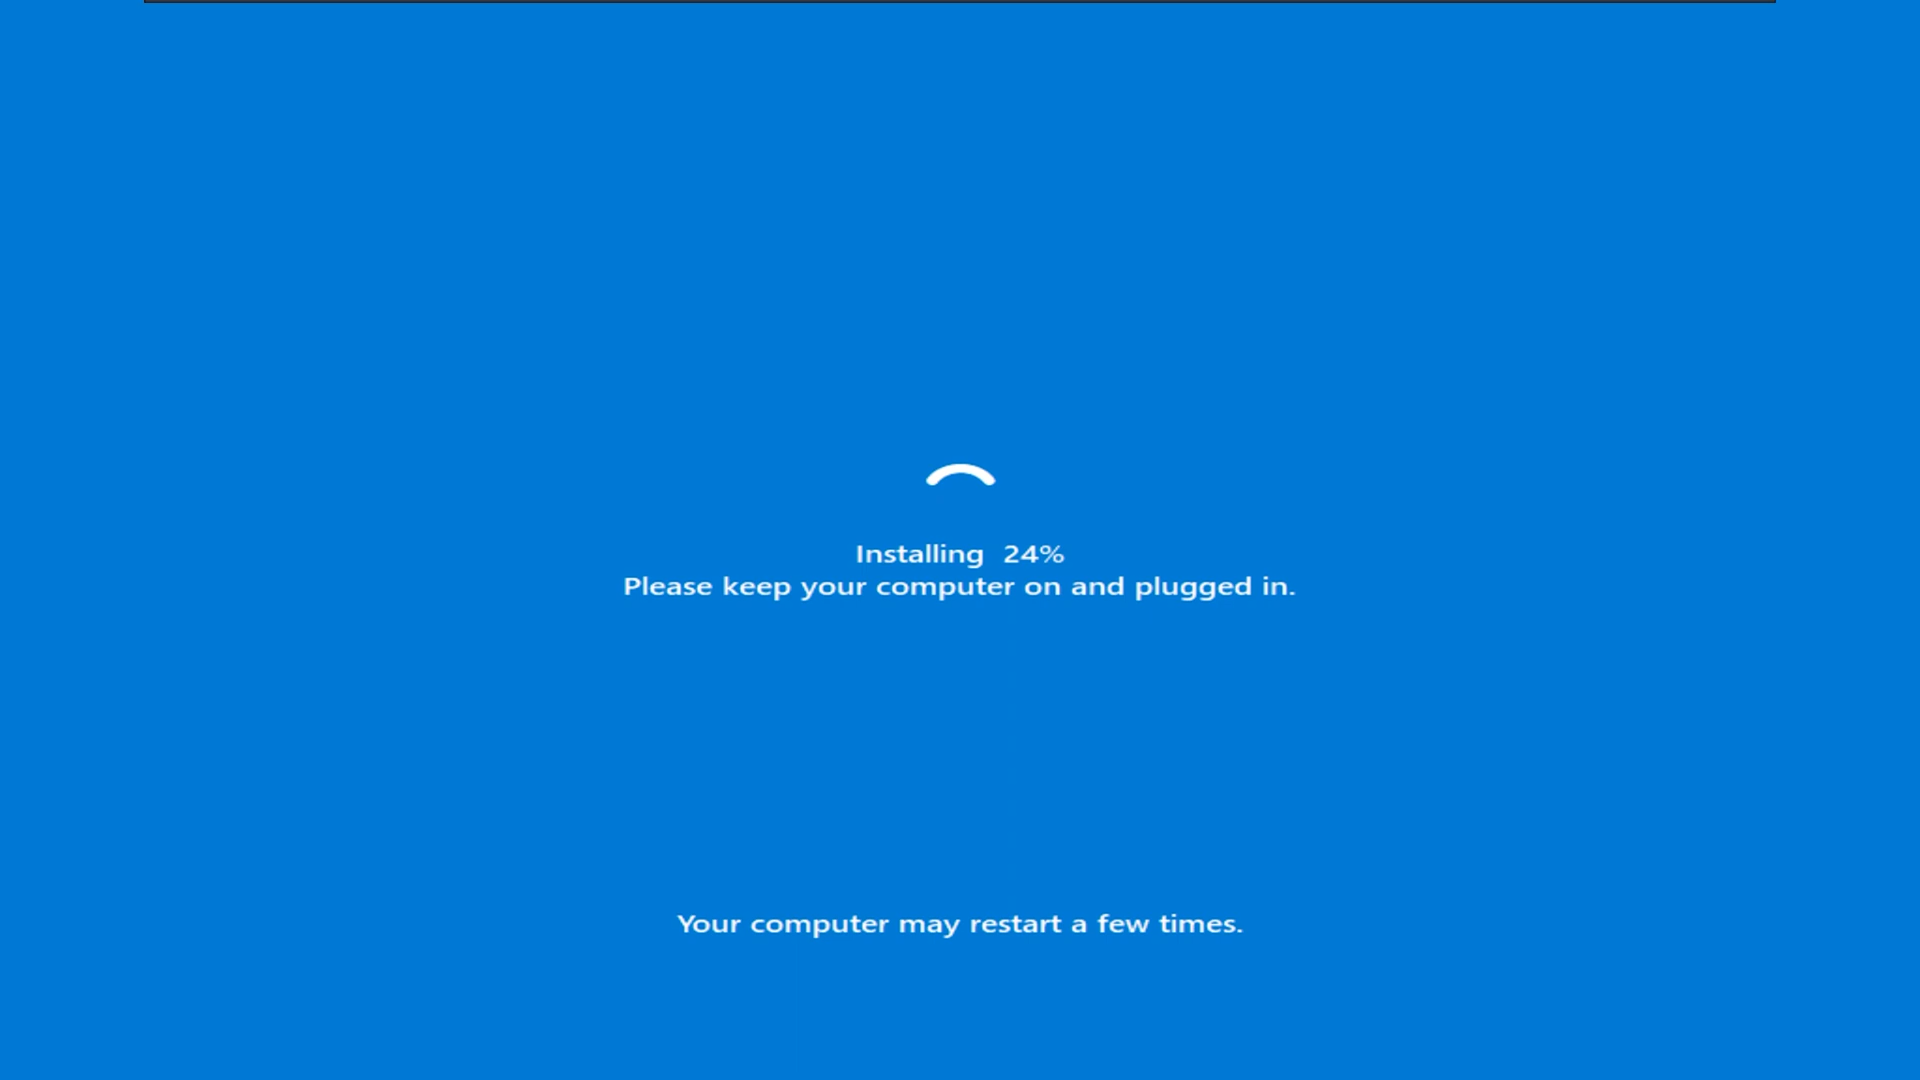 Installing 24%
Please keep your computer on and plugged in.
Your computer may restart a few times.